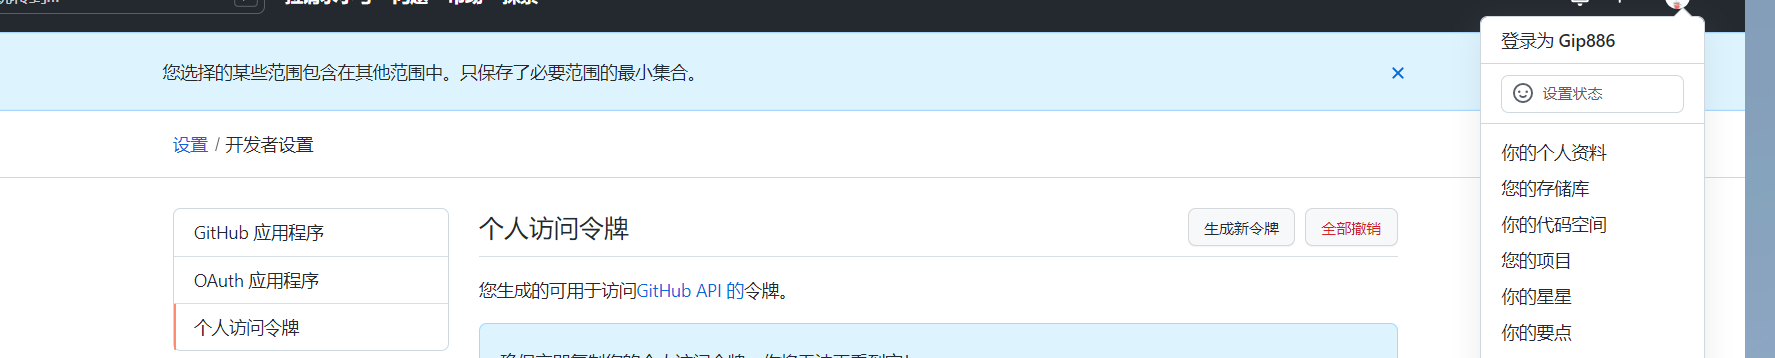 登录为 Gip886
您选择的某些范围包含在其他范围中。只保存了必要范围的最小集合。
设置状态
设置 / 开发者设置
你的个人资料
您的存储库
你的代码空间
您的项目
你的星星
你的要点
GitHub 应用程序
OAuth 应用程序
个人访问令牌
个人访问令牌
生成新令牌
全部撤销
您生成的可用于访问GitHub API 的令牌。